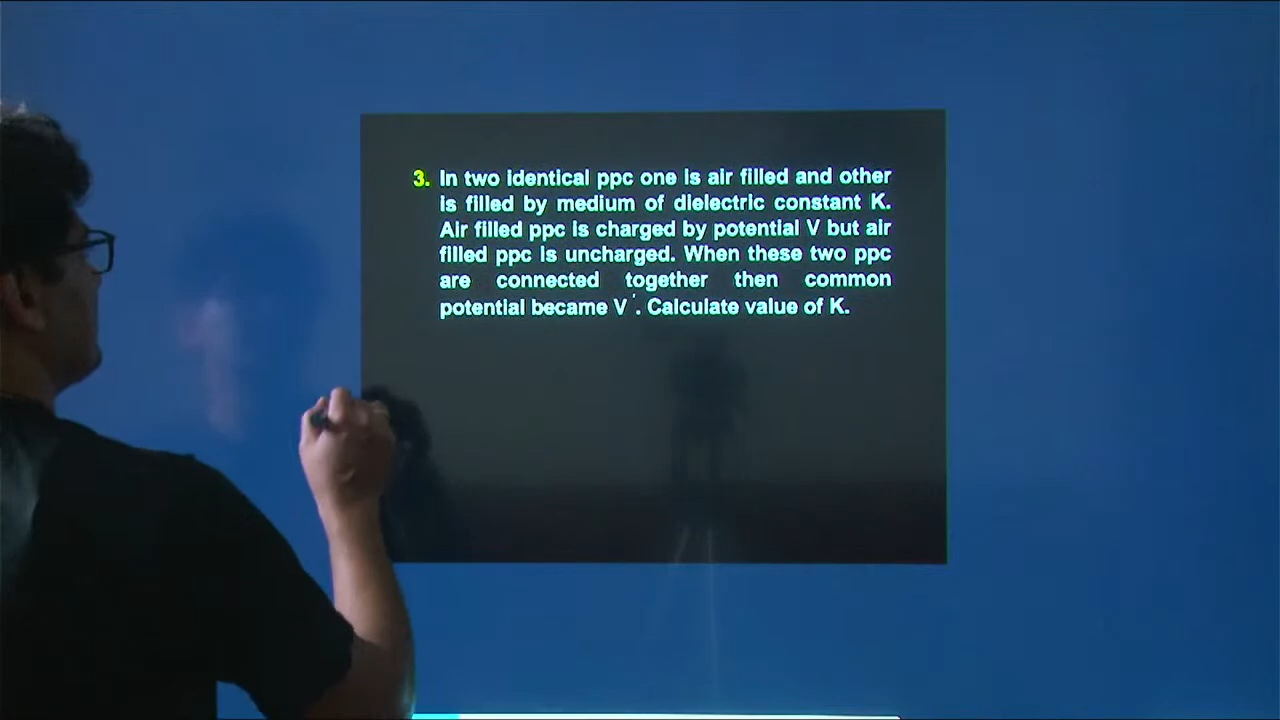 3. In two identical ppc one is air filled and other
is filled by medium of dielectric constant K.
Air filled ppc is charged by potential V but air
filled ppc is uncharged. When these two ppc
are connected together then common
potential became V ' . Calculate value of K.